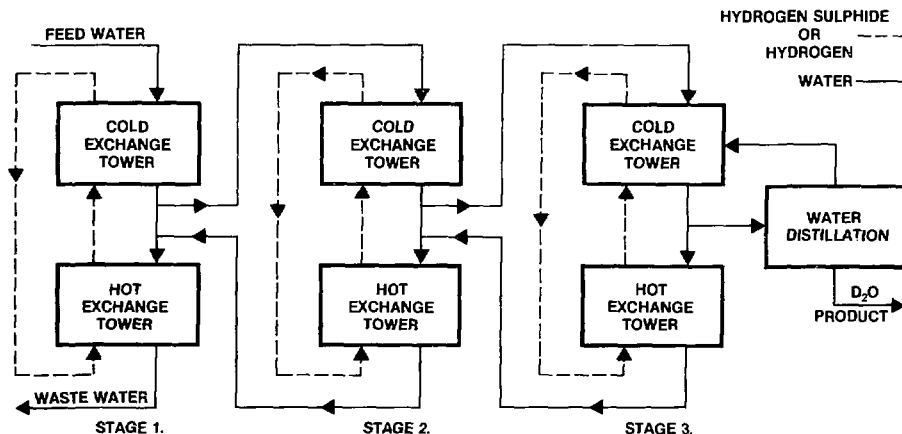 HYDROGEN SULPHIDE
OR
HYDROGEN
WATER
FEED WATER
COLD
EXCHANGE
TOWER
COLD
EXCHANGE
TOWER
COLD
EXCHANGE
TOWER
WATER
DISTILLATION
HOT
EXCHANGE
TOWER
HOT
EXCHANGE
TOWER
HOT
EXCHANGE
TOWER
D₂O
PRODUCT
WASTE WATER
STAGE 1.
STAGE 2.
STAGE 3.